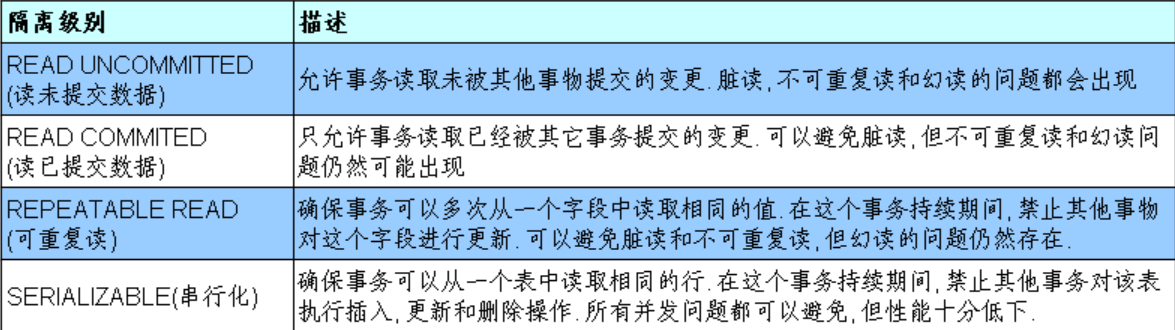 隔离级别 描述
READ UNCOMMITTED
(读未提交数据)
允许事务读取未被其他事物提交的变更.脏读,不可重复读和幻读的问题都会出现
READ COMMITED
(读已提交数据)
只允许事务读取已经被其它事务提交的变更.可以避免脏读,但不可重复读和幻读问
题仍然可能出现
REPEATABLE READ
(可重复读)
确保事务可以多次从一个字段中读取相同的值.在这个事务持续期间,禁止其他事物
对这个字段进行更新.可以避免脏读和不可重复读,但幻读的问题仍然存在.
SERIALIZABLE(串行化)
确保事务可以从一个表中读取相同的行.在这个事务持续期间,禁止其他事务对该表
执行插入,更新和删除操作.所有并发问题都可以避免,但性能十分低下.